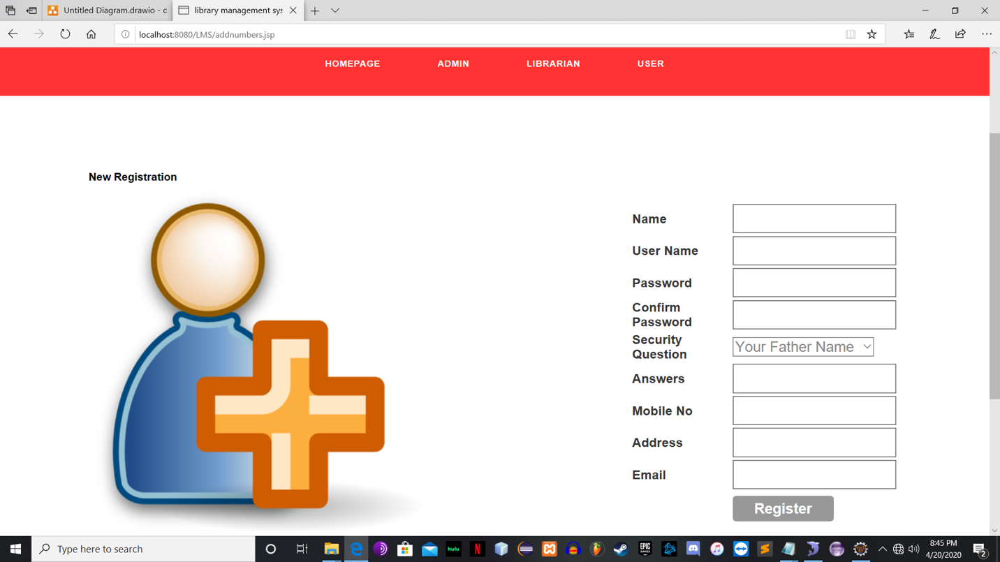 Untitled Diagram.drawio - d
library management sys
localhost:8080/LMS/addnumbers.jsp
HOMEPAGE ADMIN LIBRARIAN USER
New Registration
Name
User Name
Password
Confirm
Password
Security
Question
Your Father Name
Answers
Mobile No
Address
Email
Register
Type here to search
hulu
N
EPIC
GAMES
8:45 PM
4/20/2020
2